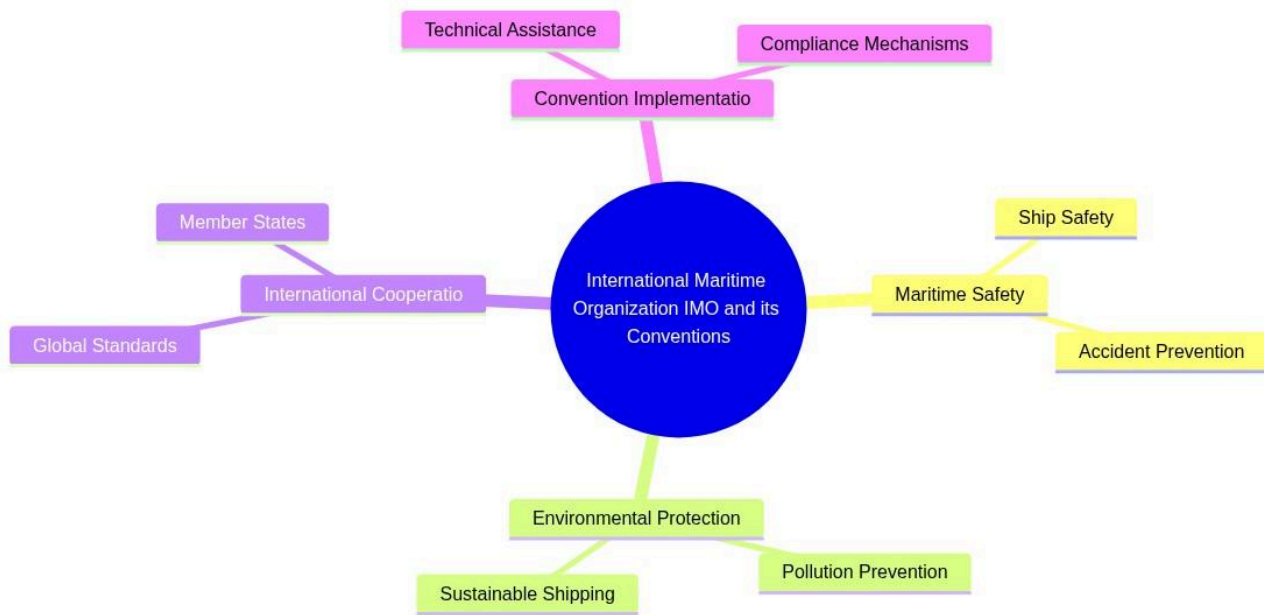 Technical Assistance
Compliance Mechanisms
Convention Implementatio
Member States
Ship Safety
International Cooperatio
International Maritime
Organization IMO and its
Conventions
Maritime Safety
Global Standards
Accident Prevention
Environmental Protection
Pollution Prevention
Sustainable Shipping